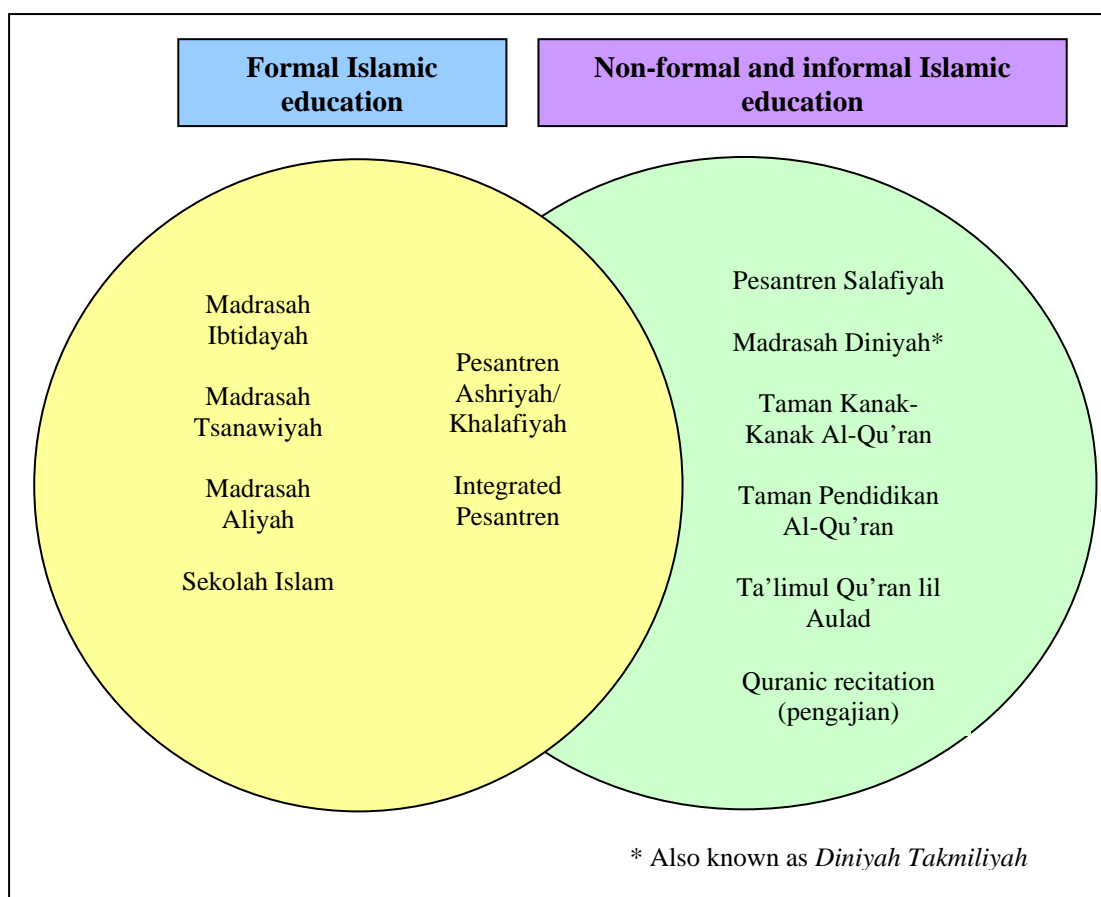 Formal Islamic
education
Non-formal and informal Islamic
education
Madrasah
Ibtidayah
Madrasah
Tsanawiyah
Madrasah
Aliyah
Sekolah Islam
Pesantren
Ashriyah/
Khalafiyah
Integrated
Pesantren
Pesantren Salafiyah
Madrasah Diniyah*
Taman Kanak-
Kanak Al-Qu’ran
Taman Pendidikan
Al-Qu’ran
Ta’limul Qu’ran lil
Aulad
Quranic recitation
(pengajian)
* Also known as Diniyah Takmiliyah